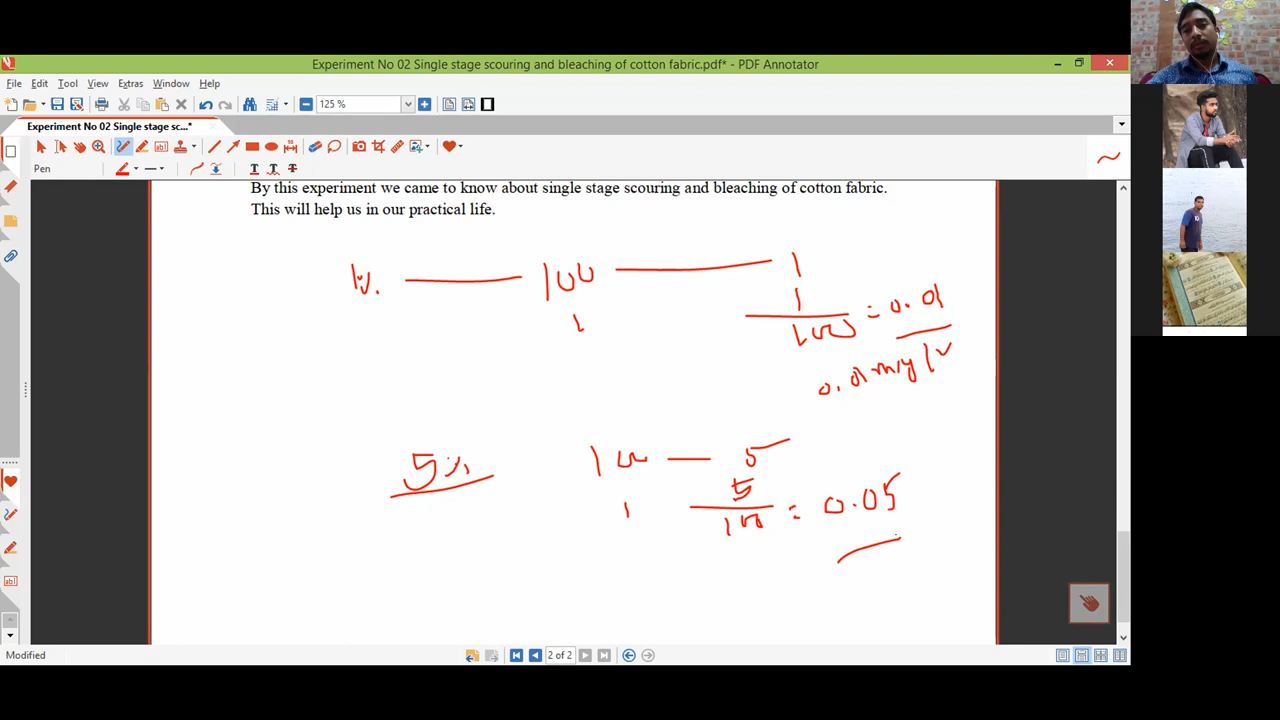 Experiment No 02 Single stage scouring and bleaching of cotton fabric.pdf* - PDF Annotator
File Edit Tool View Extras Window Help
125 %
Experiment No 02 Single stage sc...*
Pen
By this experiment we came to know about single stage scouring and bleaching of cotton fabric.
This will help us in our practical life.
100 1
1 1
100 = 0.01
5% 100 — 5
1 5
100 = 0.05
Modified
2 of 2